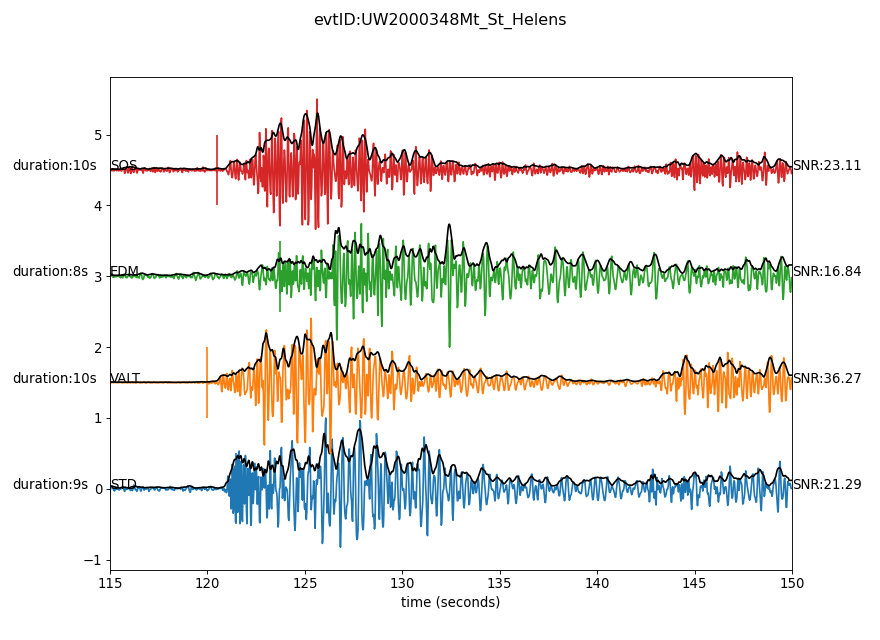 evtID:UW2000348Mt_St_Helens
5
duration:10s SOS SNR:23.11
4
duration:8s EDM SNR:16.84
3
2
duration:10s VALT SNR:36.27
1
duration:9s STD SNR:21.29
0
−1
115 120 125 130 135 140 145 150
time (seconds)